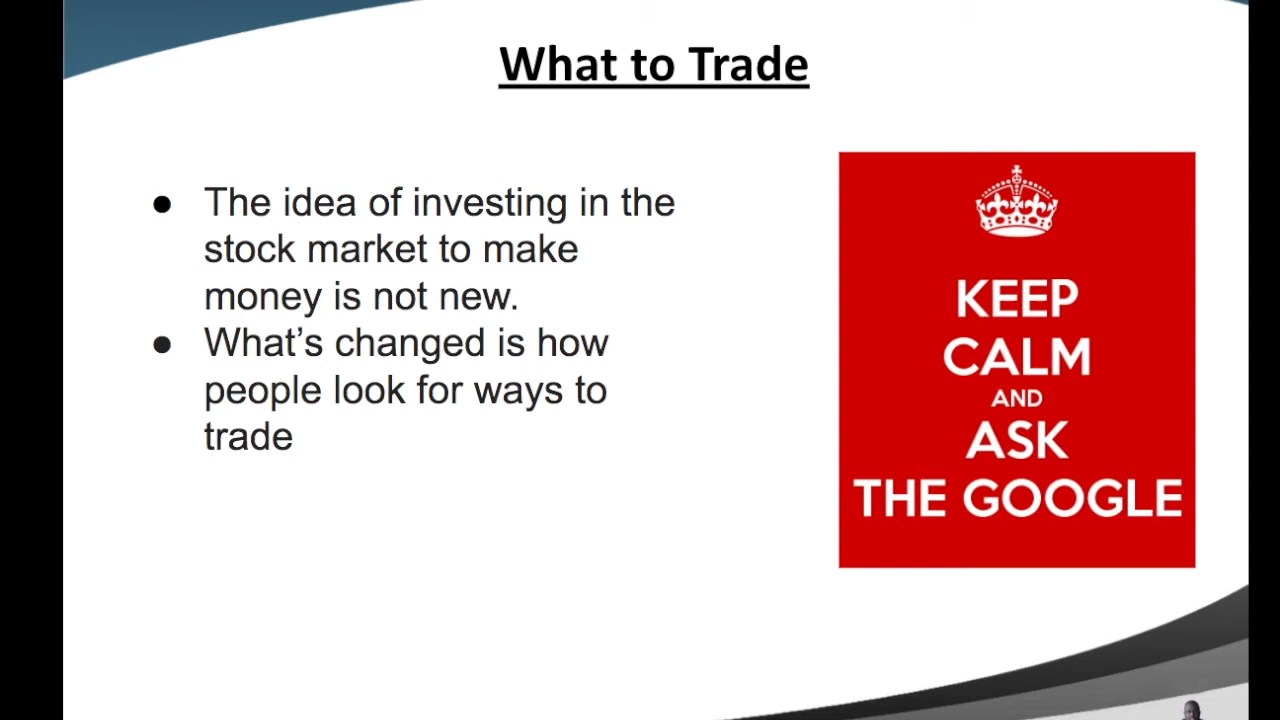 What to Trade
● The idea of investing in the
stock market to make
money is not new.
● What’s changed is how
people look for ways to
trade
KEEP
CALM
AND
ASK
THE GOOGLE